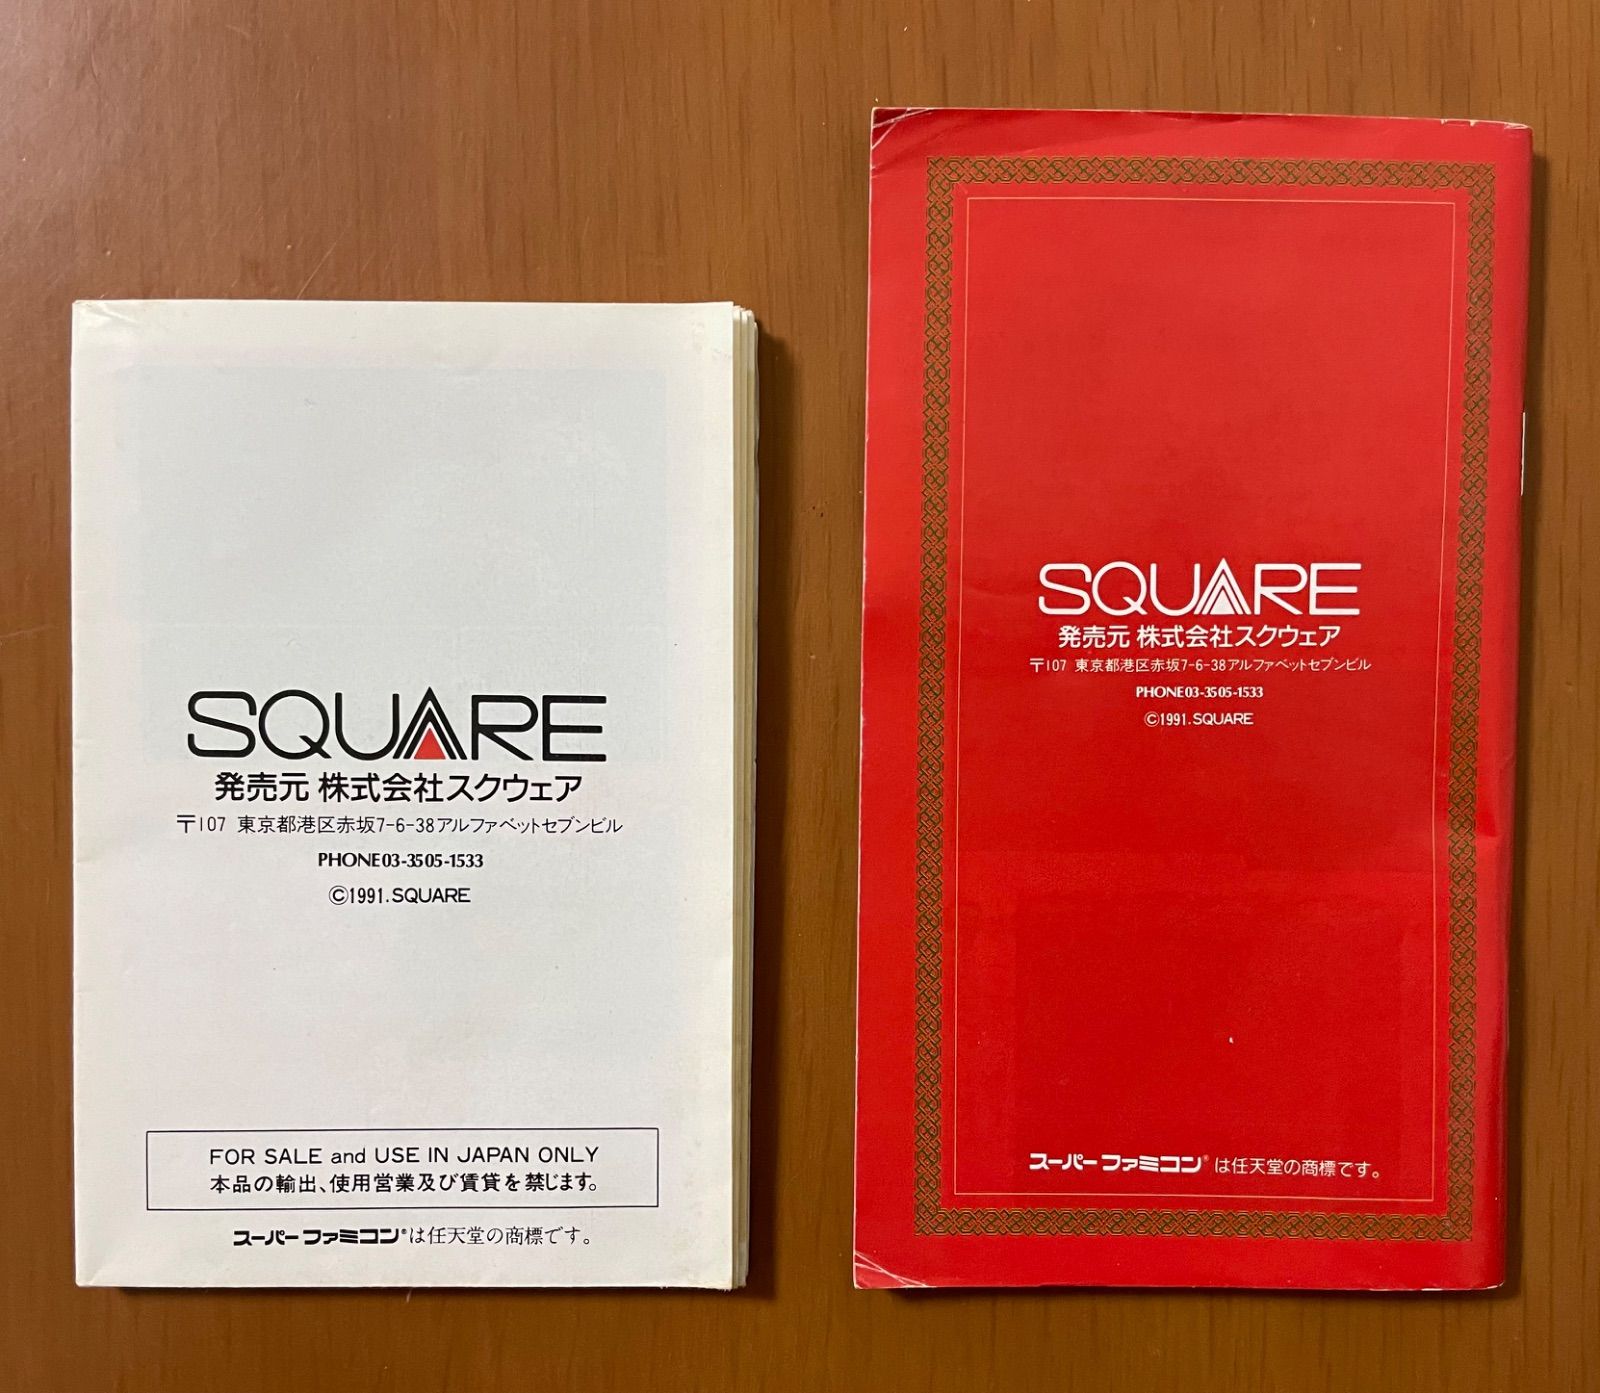 SQUARE
発売元 株式会社スクウェア
〒107 東京都港区赤坂7-6-38アルファベットセブンビル
PHONE03-3505-1533
©1991.SQUARE
FOR SALE and USE IN JAPAN ONLY
本品の輸出、使用営業及び賃貸を禁じます。
スーパーファミコン®は任天堂の商標です。
SQUARE
発売元 株式会社スクウェア
〒107 東京都港区赤坂7-6-38アルファベットセブンビル
PHONE03-3505-1533
©1991.SQUARE
スーパーファミコン®は任天堂の商標です。